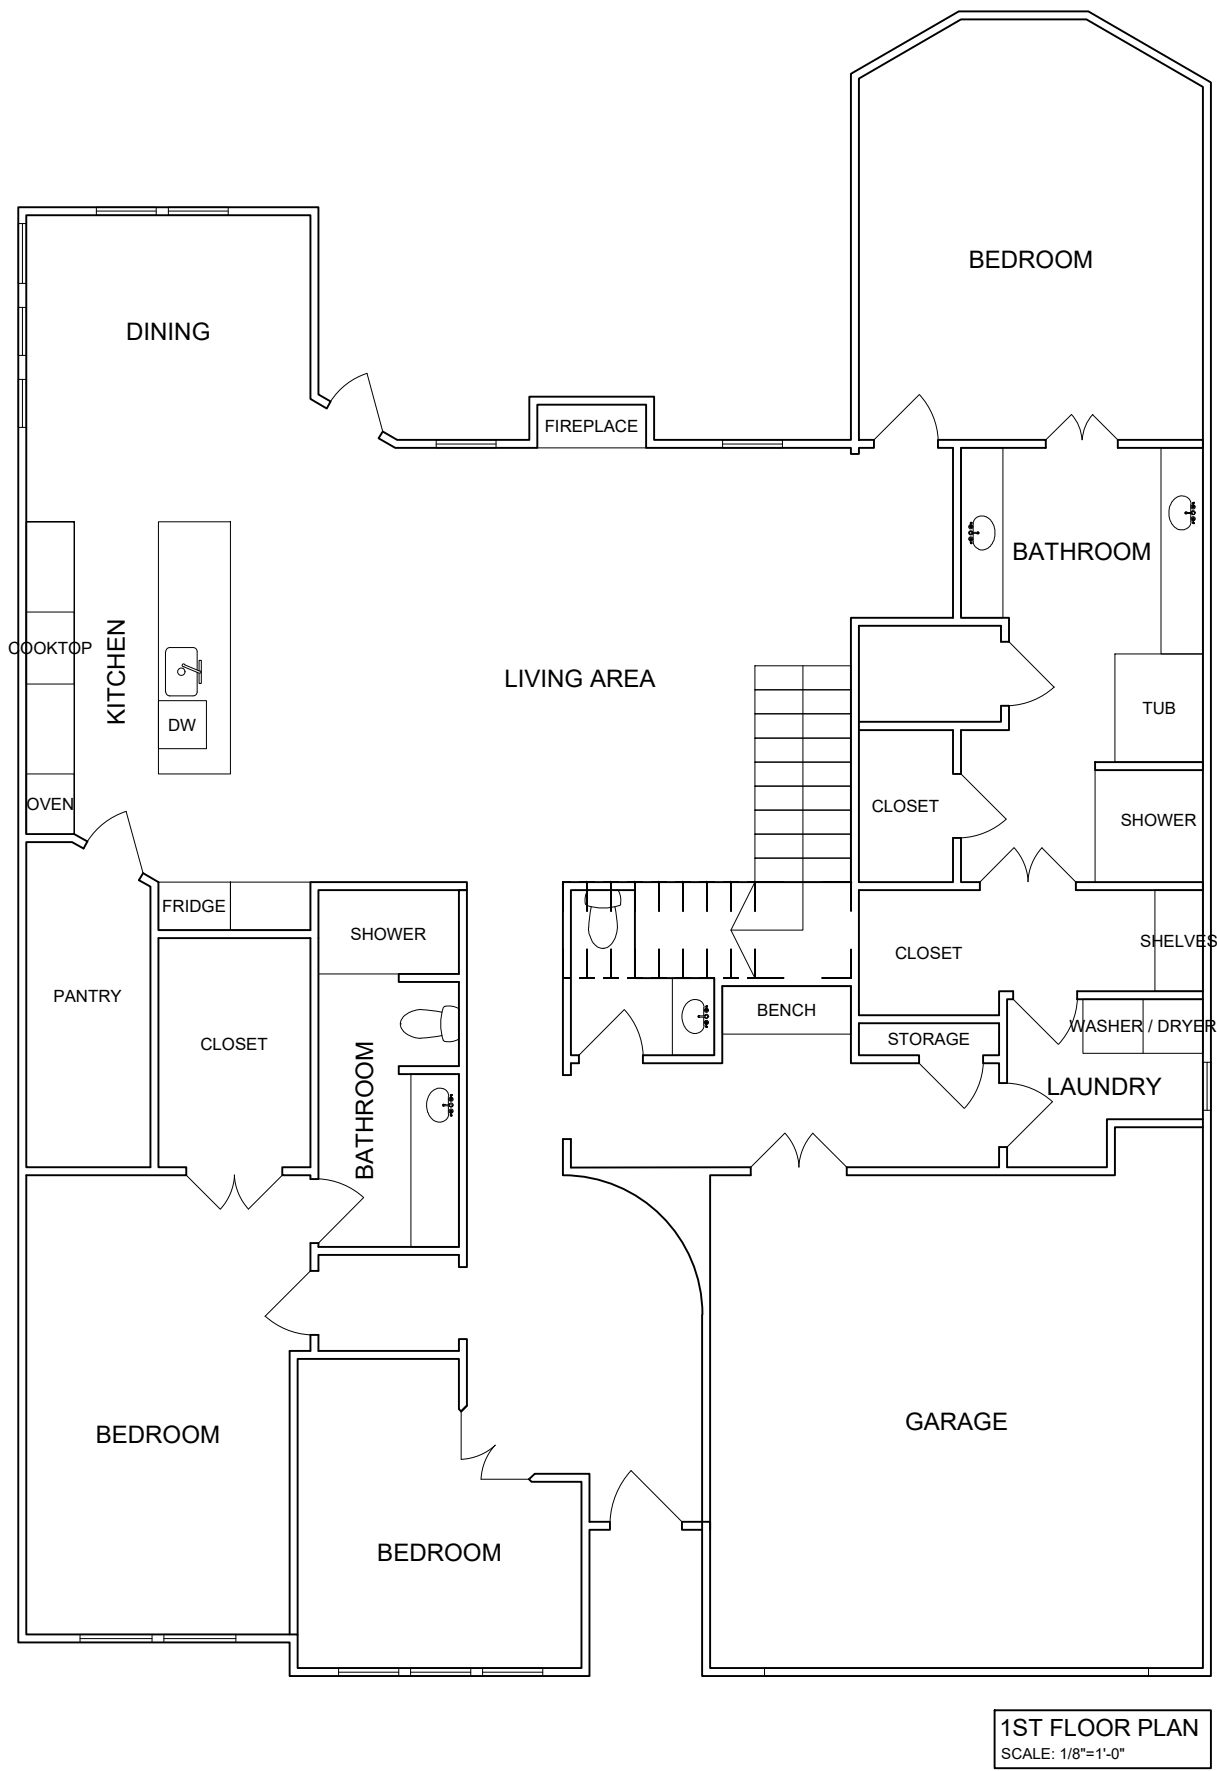 BEDROOM
DINING
FIREPLACE
BATHROOM
COOKTOP
KITCHEN
LIVING AREA
DW
TUB
OVEN
CLOSET
SHOWER
FRIDGE
SHOWER
CLOSET
SHELVES
PANTRY
BENCH
WASHER / DRYER
CLOSET
STORAGE
BATHROOM
LAUNDRY
GARAGE
BEDROOM
BEDROOM
1ST FLOOR PLAN
SCALE: 1/8"=1'-0"